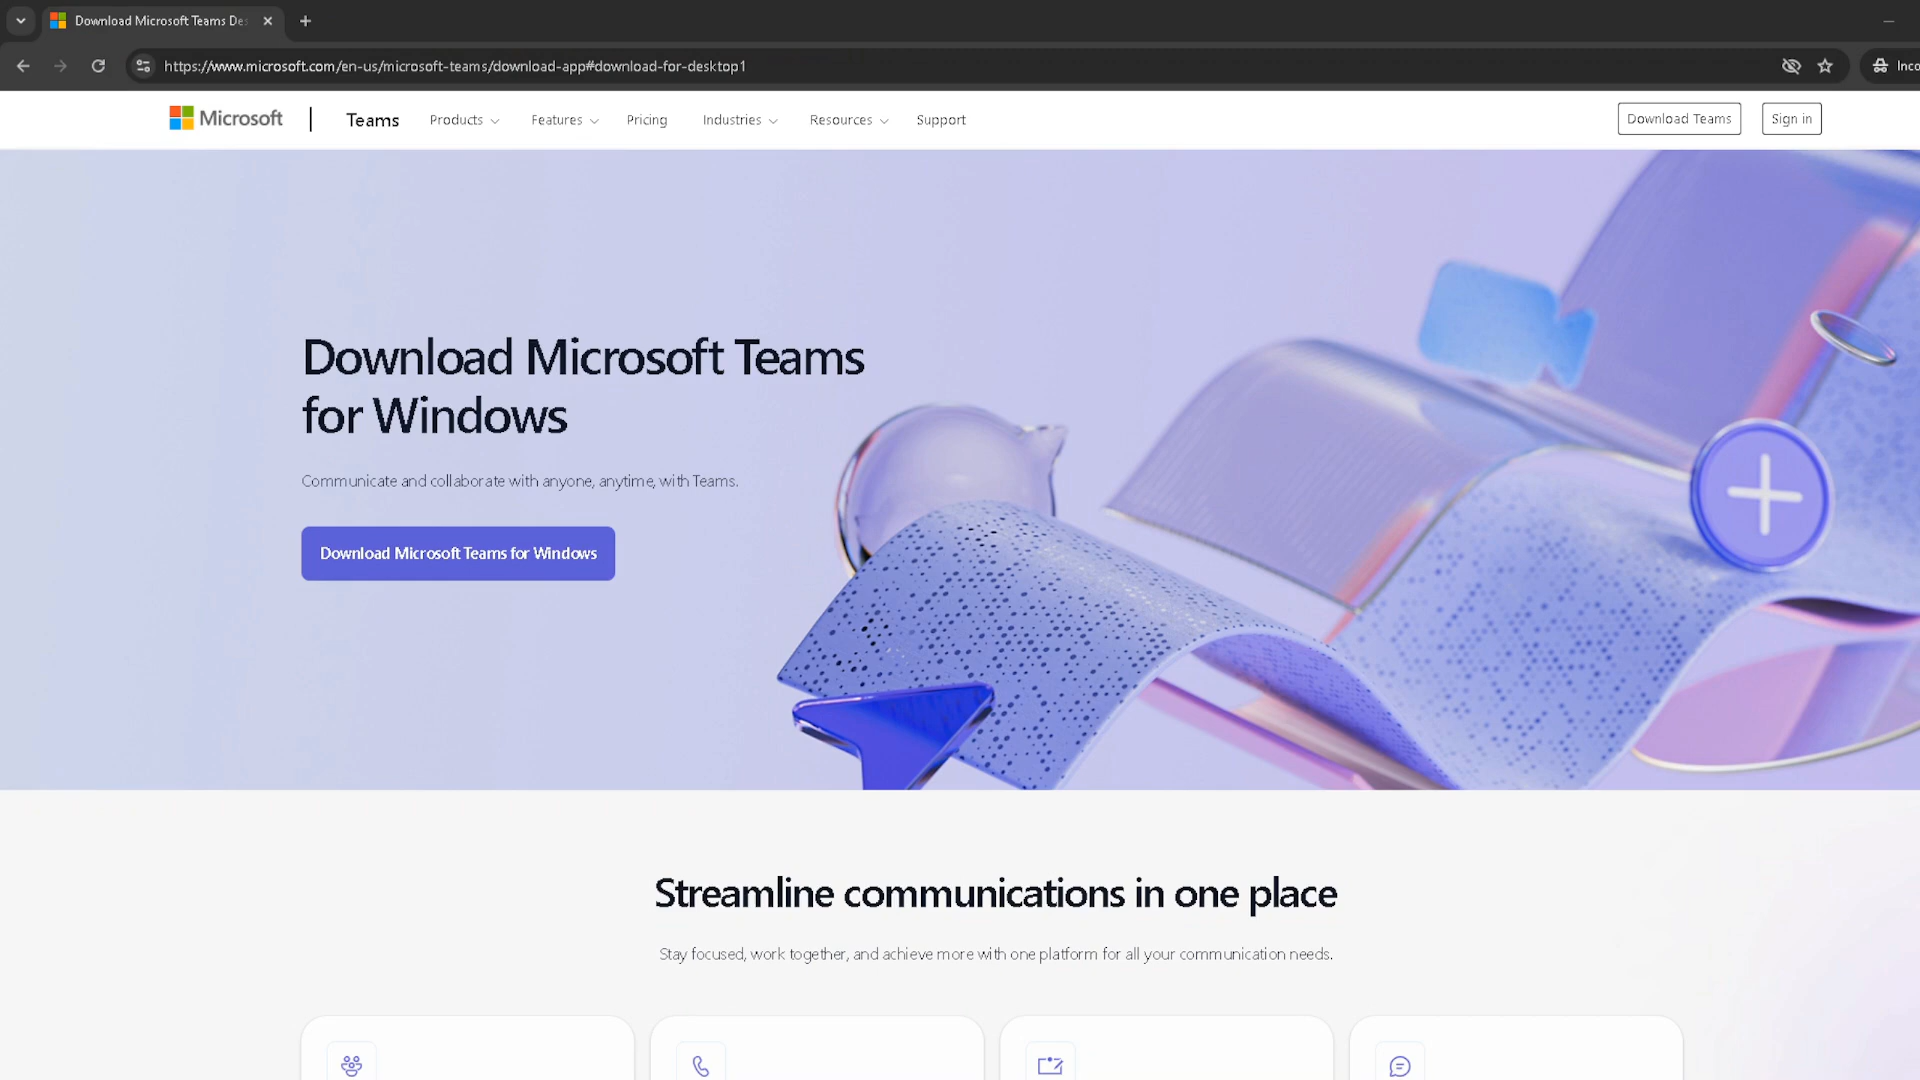 Download Microsoft Teams Des
https://www.microsoft.com/en-us/microsoft-teams/download-app#download-for-desktop1
Inco
Microsoft
Teams
Products
Features
Pricing
Industries
Resources
Support
Download Teams
Sign in
Download Microsoft Teams
for Windows
Communicate and collaborate with anyone, anytime, with Teams.
Download Microsoft Teams for Windows
Streamline communications in one place
Stay focused, work together, and achieve more with one platform for all your communication needs.